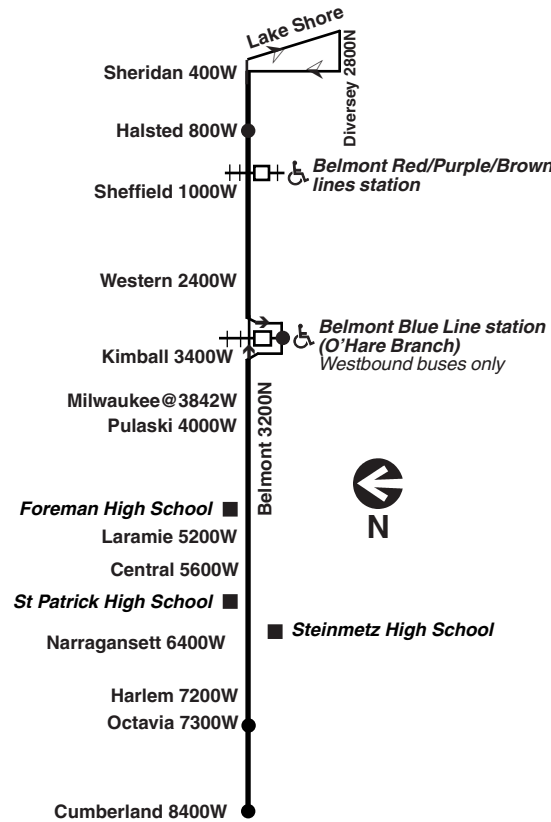 Lake Shore
Sheridan 400W
Diversey 2800N
Halsted 800W
Belmont Red/Purple/Brown
lines station
Sheffield 1000W
Western 2400W
Belmont Blue Line station
(O'Hare Branch)
Westbound buses only
Kimball 3400W
Milwaukee@3842W
Pulaski 4000W
Belmont 3200N
Foreman High School
Laramie 5200W
N
Central 5600W
St Patrick High School
Steinmetz High School
Narragansett 6400W
Harlem 7200W
Octavia 7300W
Cumberland 8400W